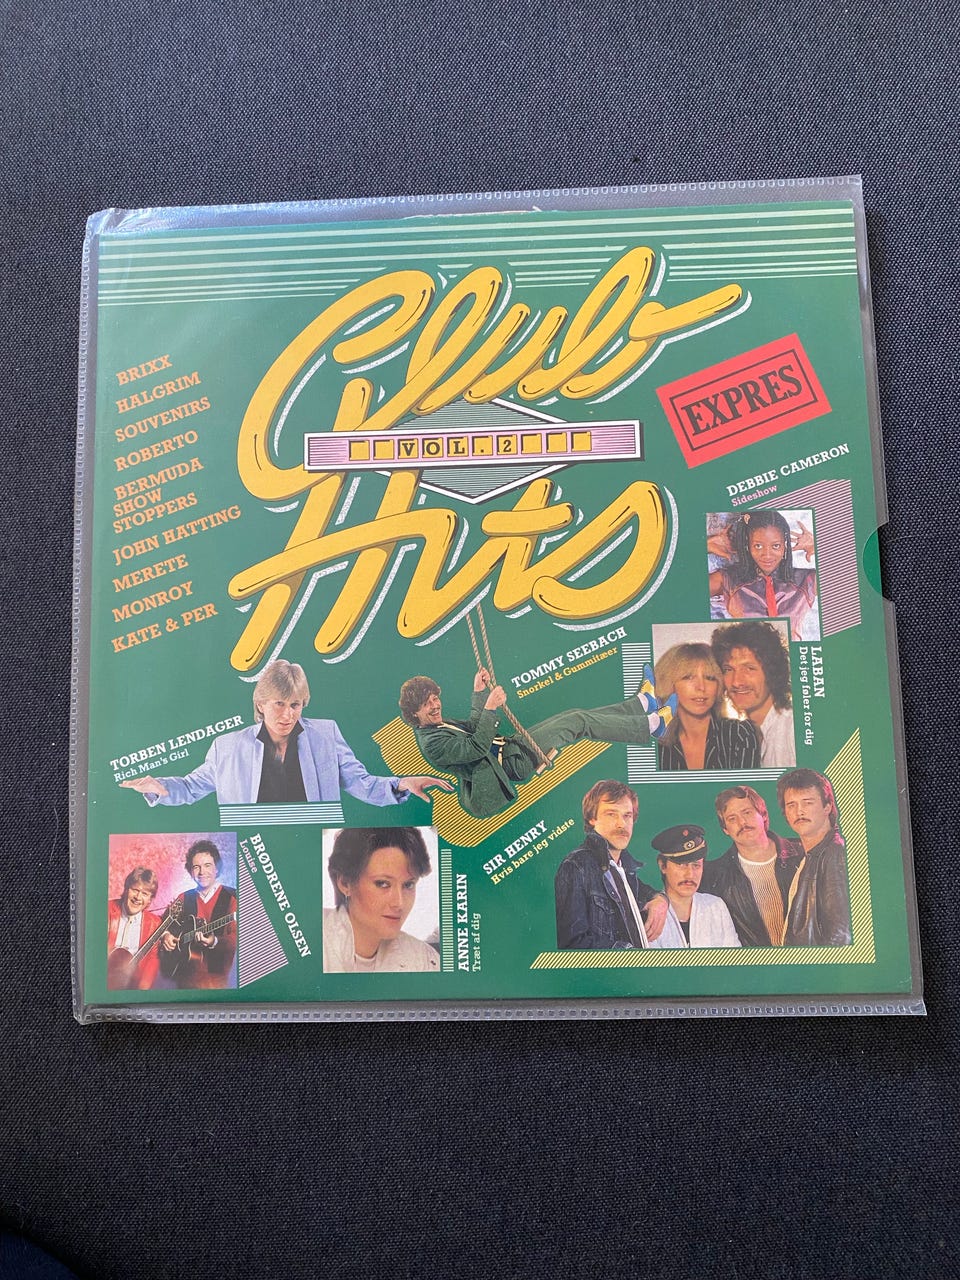 Club
VOL. 2
Hits
EXPRES
BRIXX
HALGRIM
SOUVENIRS
ROBERTO
BERMUDA
SHOW
STOPPERS
JOHN HATTING
MERETE
MONROY
KATE & PER
DEBBIE CAMERON
Sideshow
LABAN
Det jeg føler for dig
TOMMY SEEBACH
Snorkel & Gummitæer
TORBEN LENDAGER
Rich Man's Girl
BRØDRENE OLSEN
Louise
ANNE KARIN
Træt af dig
SIR HENRY
Hvis bare jeg vidste